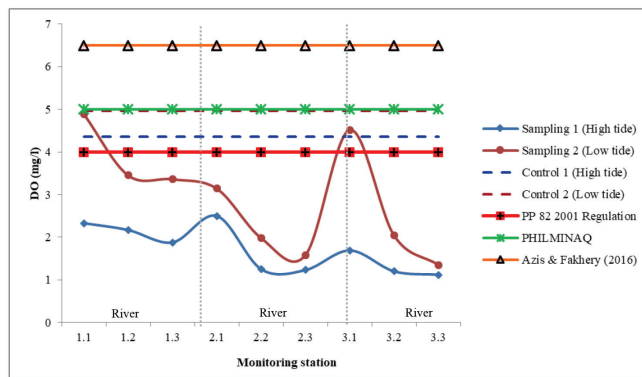 7
6
5
4
3
2
1
0
DO (mg/l)
River River River
1.1 1.2 1.3 2.1 2.2 2.3 3.1 3.2 3.3
Monitoring station
Sampling 1 (High tide)
Sampling 2 (Low tide)
Control 1 (High tide)
Control 2 (Low tide)
PP 82 2001 Regulation
PHILMINAQ
Azis & Fakhery (2016)